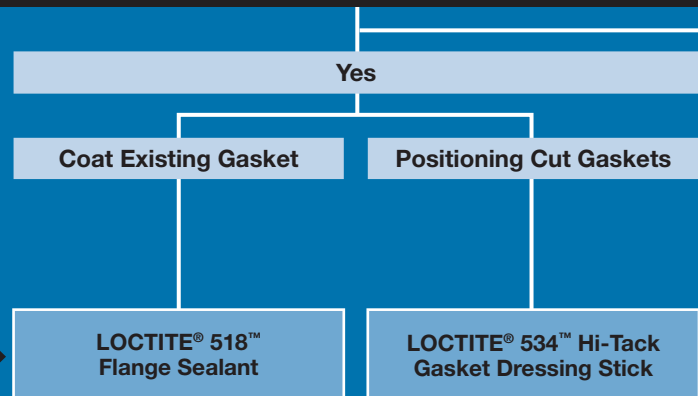 Yes
Coat Existing Gasket
Positioning Cut Gaskets
LOCTITE® 518™
Flange Sealant
LOCTITE® 534™ Hi-Tack
Gasket Dressing Stick